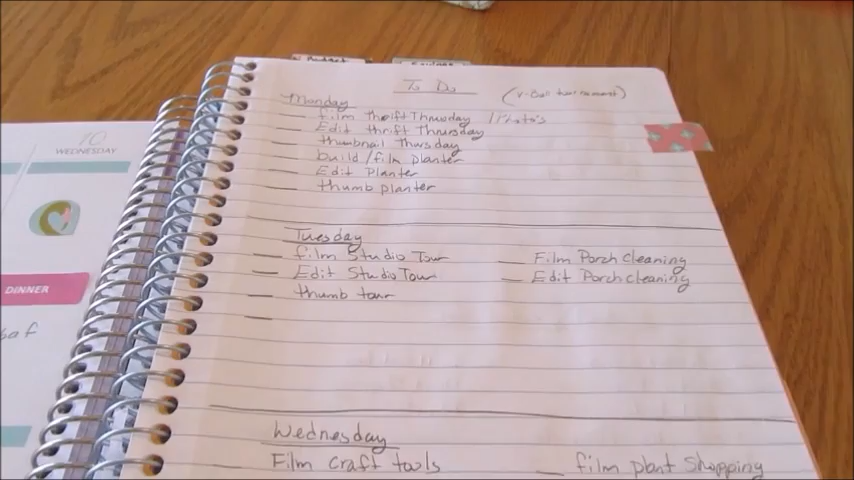 Budget
To Do
(V-Ball tournament)
Monday
film Thrift Thursday /Photo's
Edit thrift Thursday
thumbnail Thursday
build/film planter
Edit Planter
thumb planter
Tuesday
film Studio Tour
Film Porch Cleaning
Edit Studio Tour
Edit Porch Cleaning
thumb tour
Wednesday
Film craft tools
film plant shopping
10
WEDNESDAY
DINNER